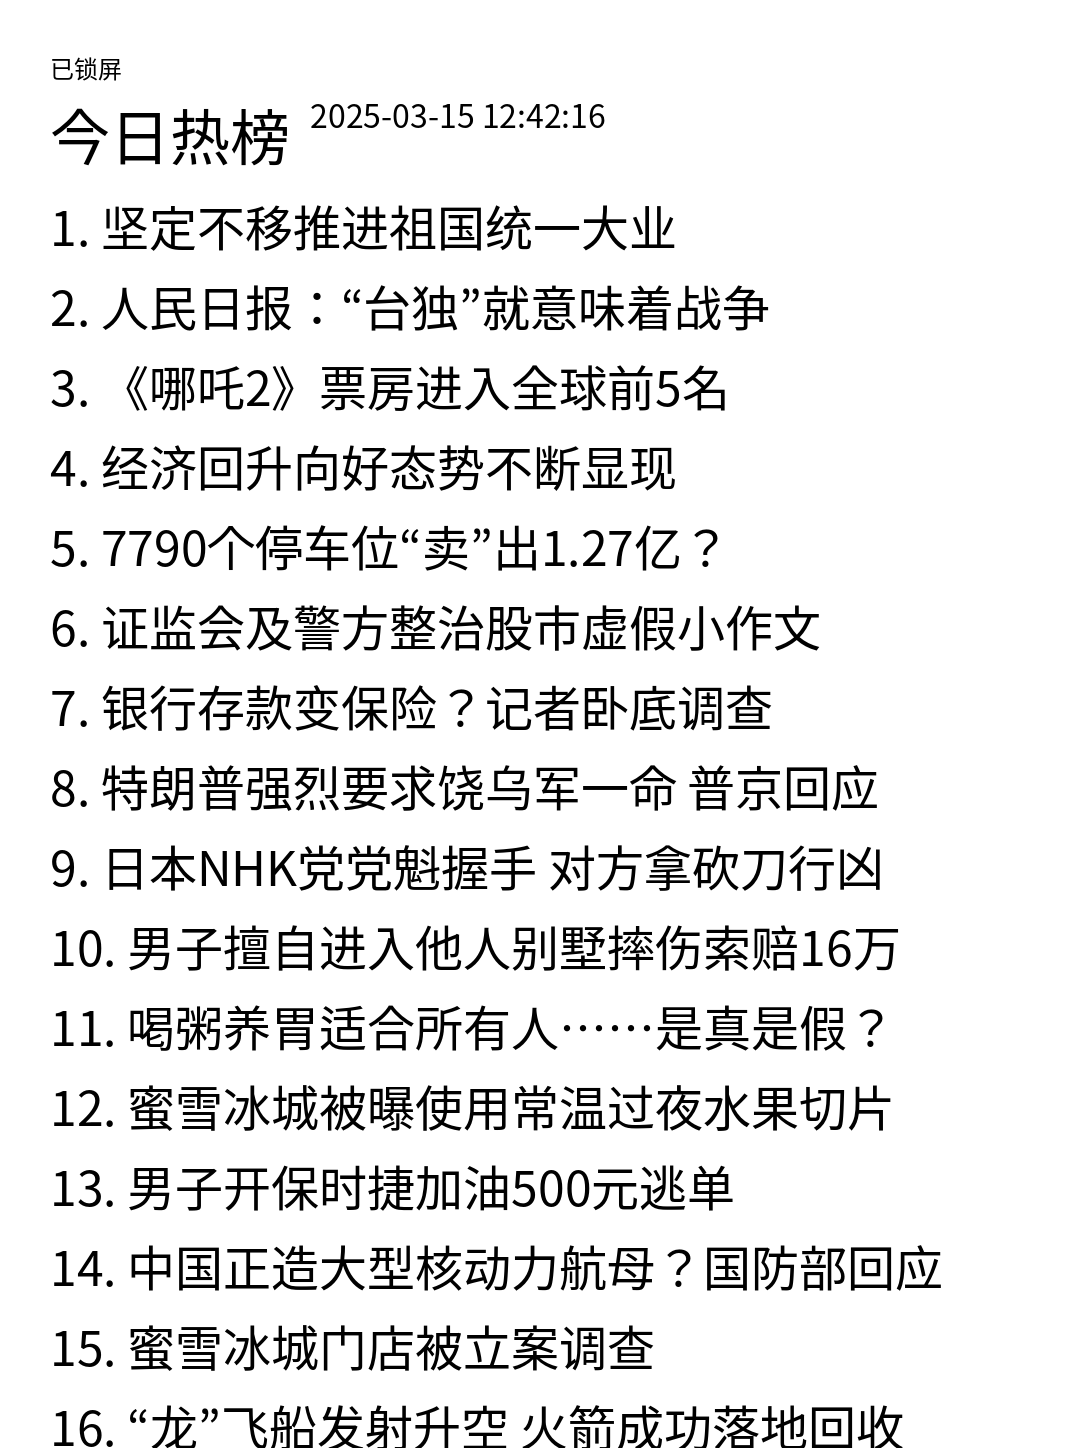 已锁屏
今日热榜 2025-03-15 12:42:16
1. 坚定不移推进祖国统一大业
2. 人民日报：“台独”就意味着战争
3. 《哪吒2》票房进入全球前5名
4. 经济回升向好态势不断显现
5. 7790个停车位“卖”出1.27亿？
6. 证监会及警方整治股市虚假小作文
7. 银行存款变保险？记者卧底调查
8. 特朗普强烈要求饶乌军一命 普京回应
9. 日本NHK党党魁握手 对方拿砍刀行凶
10. 男子擅自进入他人别墅摔伤索赔16万
11. 喝粥养胃适合所有人……是真是假？
12. 蜜雪冰城被曝使用常温过夜水果切片
13. 男子开保时捷加油500元逃单
14. 中国正造大型核动力航母？国防部回应
15. 蜜雪冰城门店被立案调查
16. “龙”飞船发射升空 火箭成功落地回收